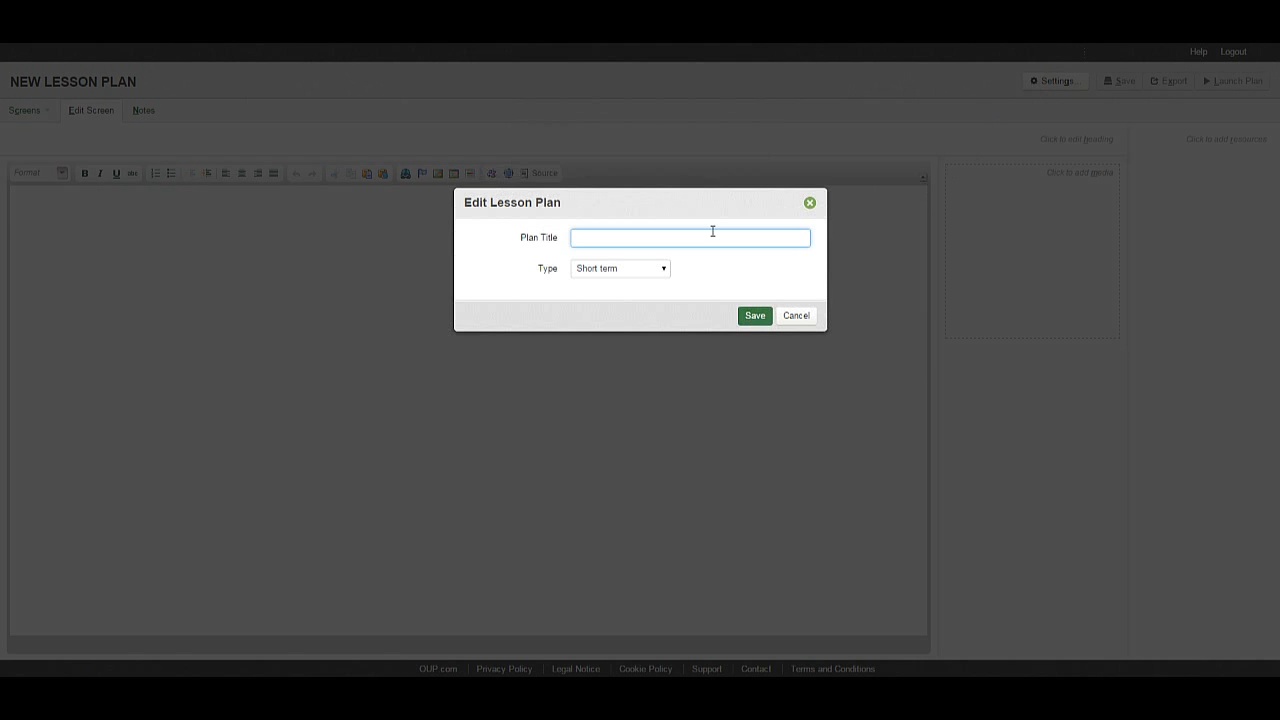 Help Logout
NEW LESSON PLAN
Settings... Save Export Launch Plan
Screens Edit Screen Notes
Click to edit heading Click to add resources
Format B I U abc Source
Click to add media
Edit Lesson Plan
Plan Title
Type Short term
Save Cancel
OUP.com Privacy Policy Legal Notice Cookie Policy Support Contact Terms and Conditions